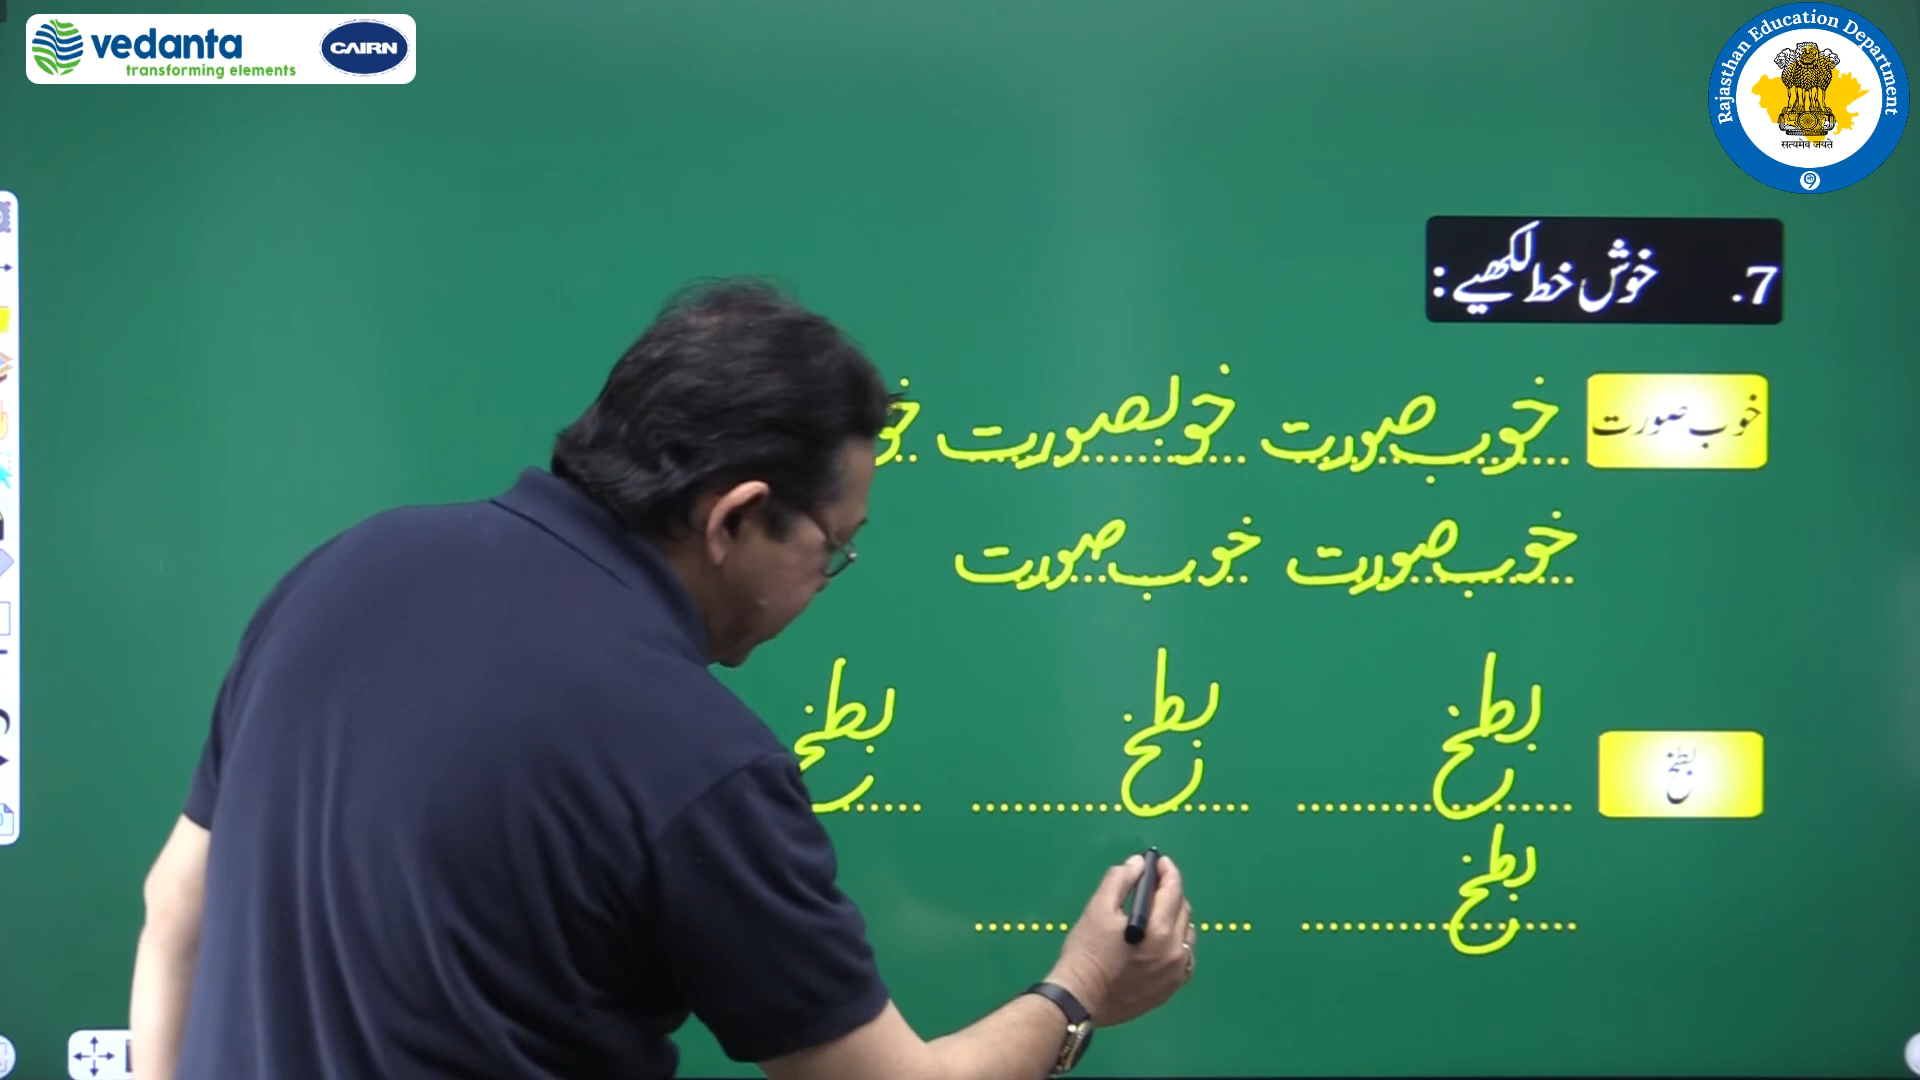 vedanta
transforming elements
CAIRN
Rajasthan Education Department
सत्यमेव जयते
7. خوش خط لکھیے :
خوب صورت خوب صورت خوبصورت خو
خوب صورت خوب صورت
بطخ بطخ بطخ بطخ
بطخ